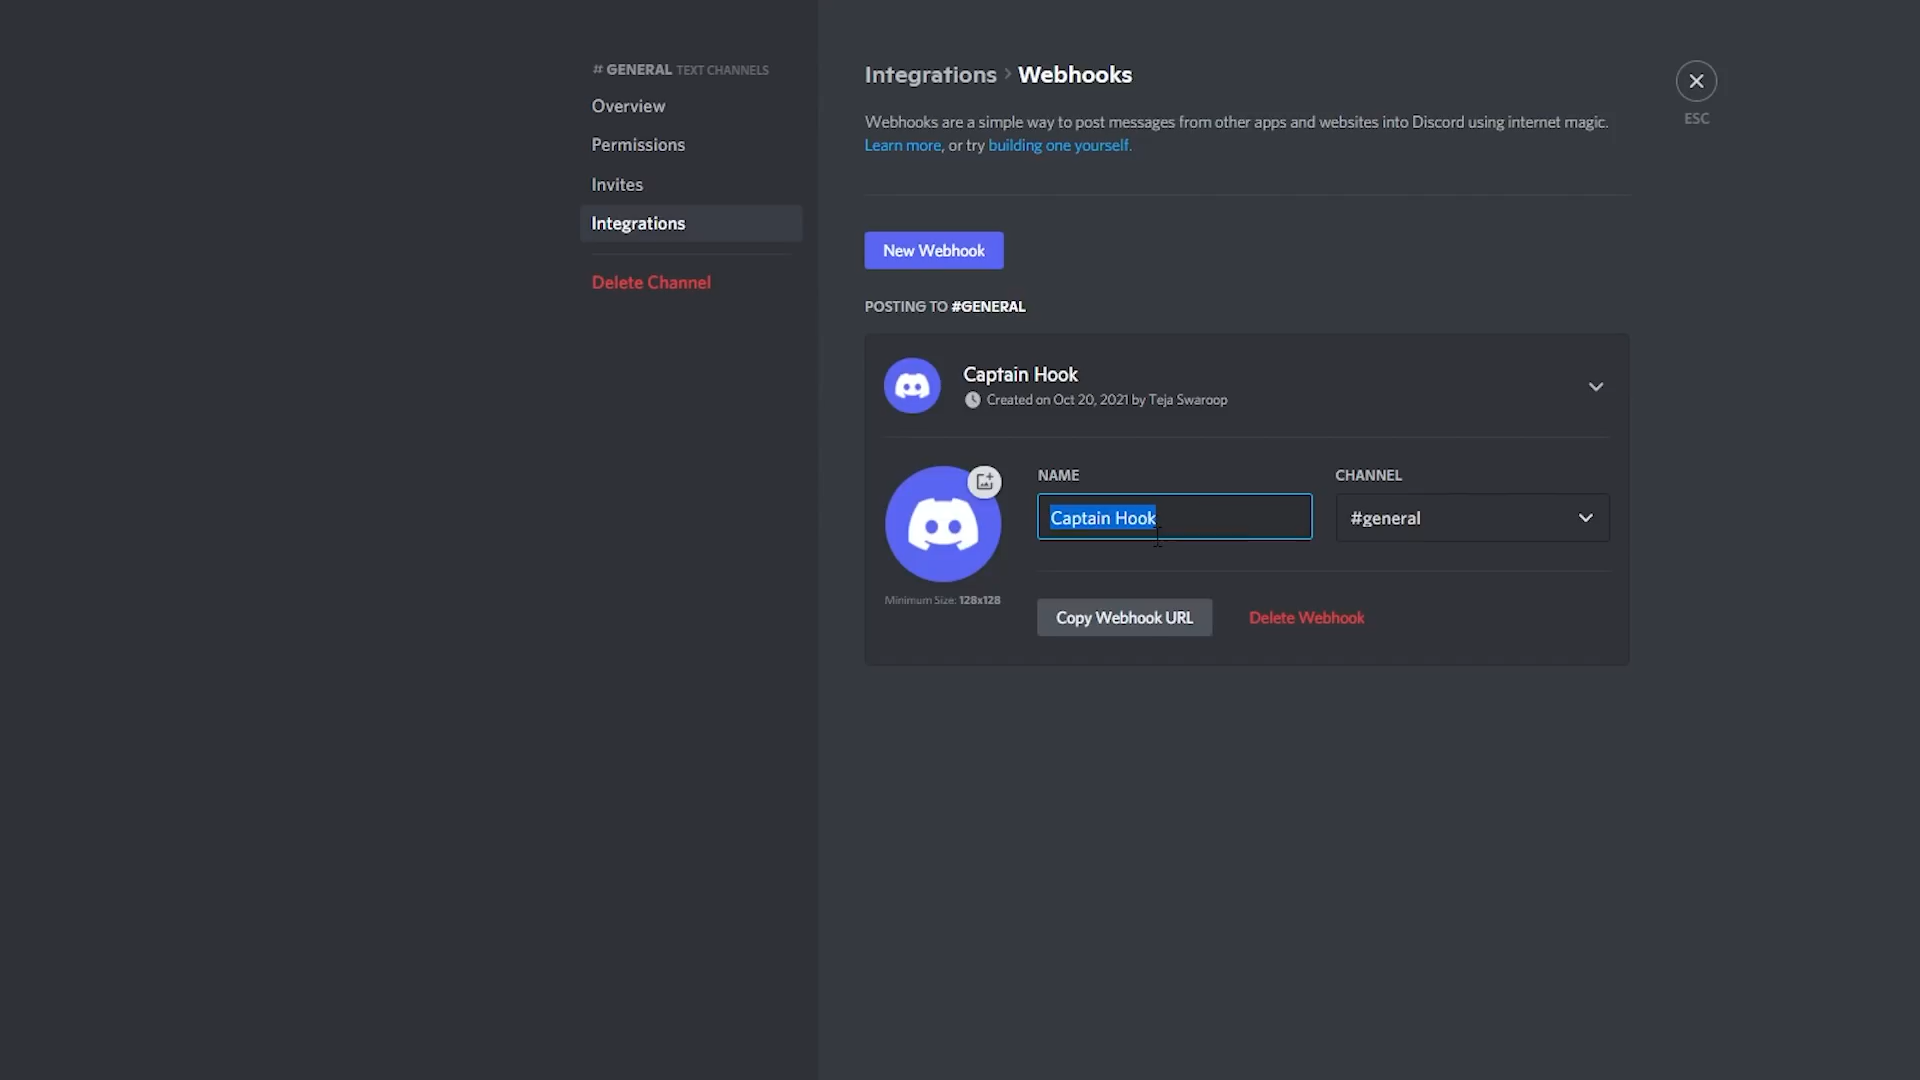 # GENERAL TEXT CHANNELS
Overview
Permissions
Invites
Integrations
Delete Channel
Integrations > Webhooks
Webhooks are a simple way to post messages from other apps and websites into Discord using internet magic.
Learn more, or try building one yourself.
ESC
New Webhook
POSTING TO #GENERAL
Captain Hook
Created on Oct 20, 2021 by Teja Swaroop
NAME
Captain Hook
CHANNEL
#general
Minimum Size: 128x128
Copy Webhook URL
Delete Webhook